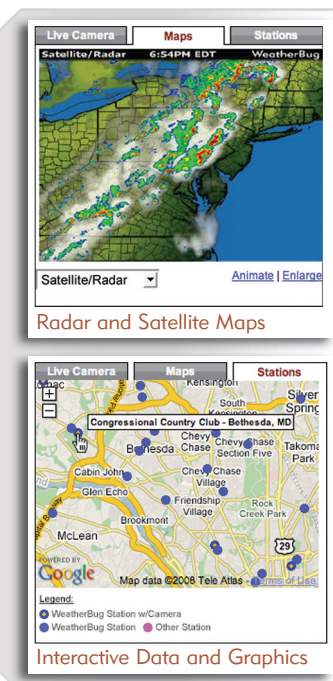 Live Camera Maps Stations
Satellite/Radar 6:54PM EDT WeatherBug
Satellite/Radar Animate | Enlarge
Radar and Satellite Maps
Live Camera Maps Stations
Kensington
Silver
Spring
South
Kensington
Congressional Country Club - Bethesda, MD
Chevy Chevy Chase
Bethesda Chase Section Five Takoma
Park
Cabin John Chevy Chase
Village
Glen Echo
Friendship
Village Rock
Creek Park
Brookmont
McLean
29
POWERED BY
Google Map data ©2008 Tele Atlas - Terms of Use
Legend:
WeatherBug Station w/Camera
WeatherBug Station Other Station
Interactive Data and Graphics